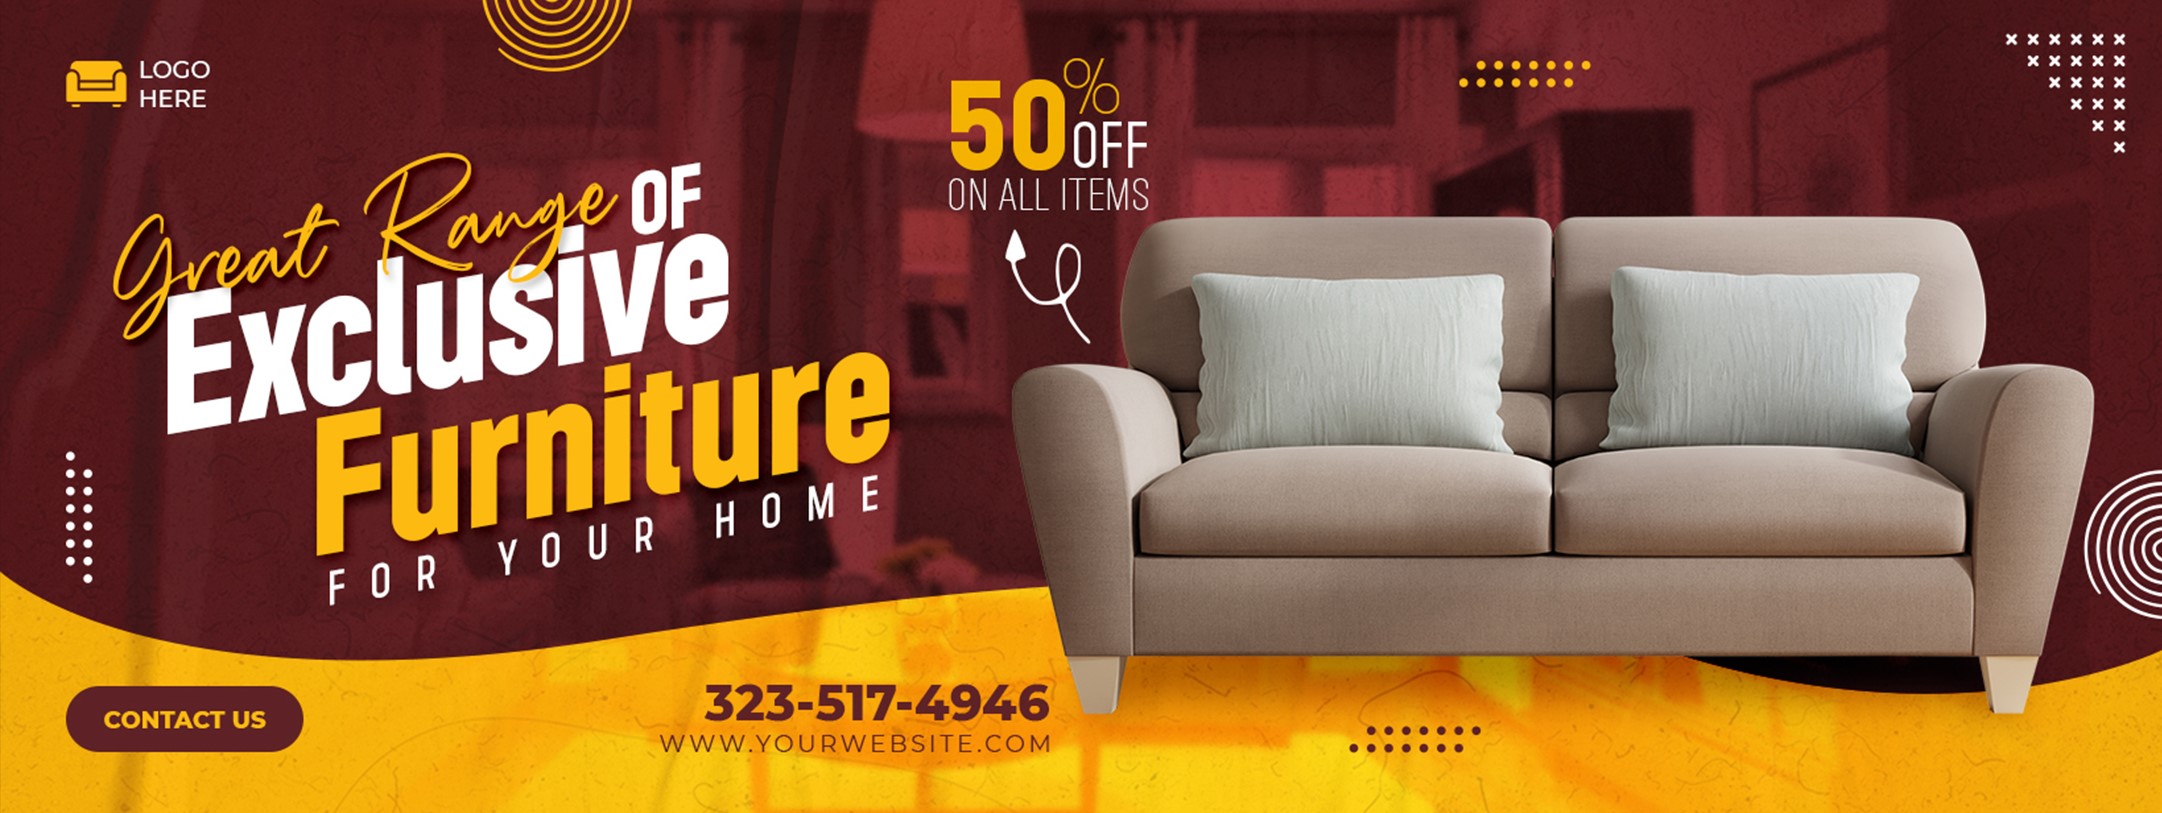 LOGO
HERE
Great Range OF
Exclusive
Furniture
FOR YOUR HOME
50%
OFF
ON ALL ITEMS
CONTACT US
323-517-4946
WWW.YOURWEBSITE.COM